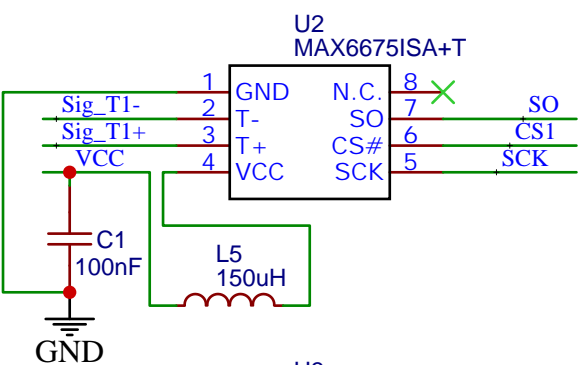 U2
MAX6675ISA+T
1 GND N.C. 8
Sig_T1- 2 T- SO 7 SO
Sig_T1+ 3 T+ CS# 6 CS1
VCC 4 VCC SCK 5 SCK
C1
100nF
L5
150uH
GND